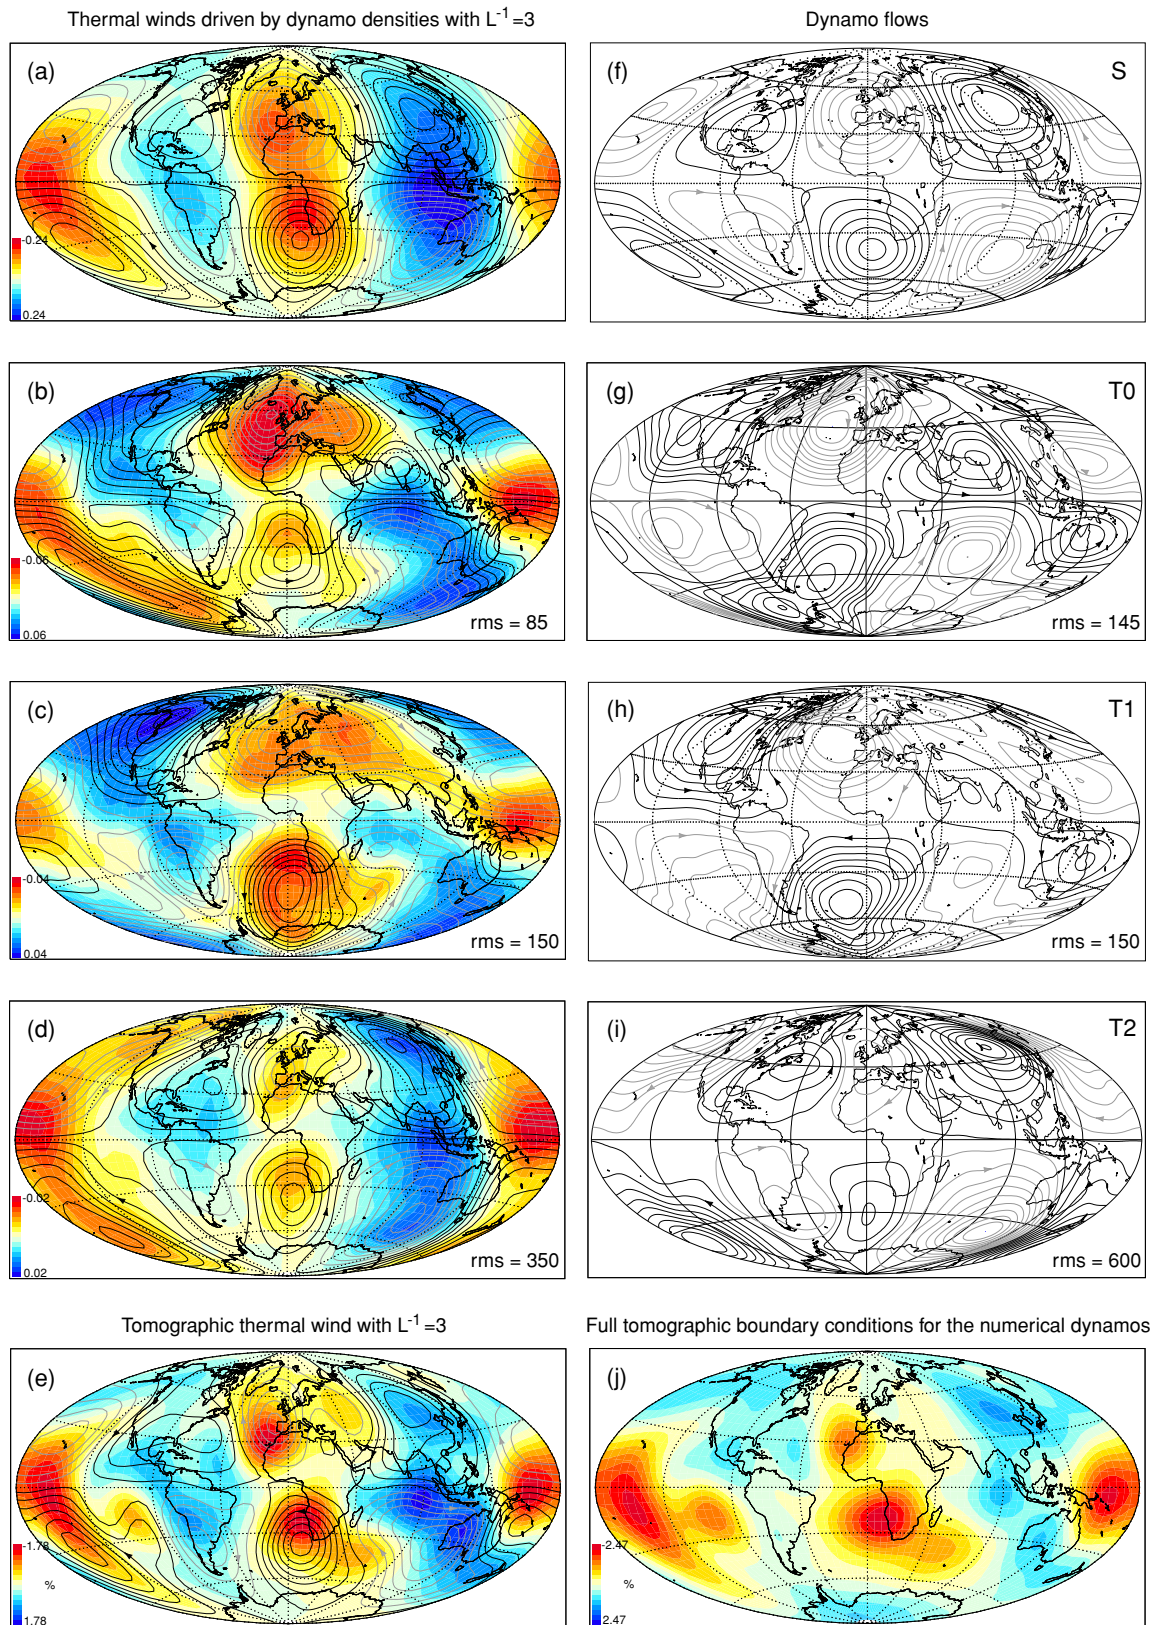 Thermal winds driven by dynamo densities with L⁻¹=3
Dynamo flows
(a)
-0.24
0.24
(f)
S
(b)
-0.06
0.06
rms = 85
(g)
T0
rms = 145
(c)
-0.04
0.04
rms = 150
(h)
T1
rms = 150
(d)
-0.02
0.02
rms = 350
(i)
T2
rms = 600
Tomographic thermal wind with L⁻¹=3
Full tomographic boundary conditions for the numerical dynamos
(e)
-1.78
%
1.78
(j)
-2.47
%
2.47